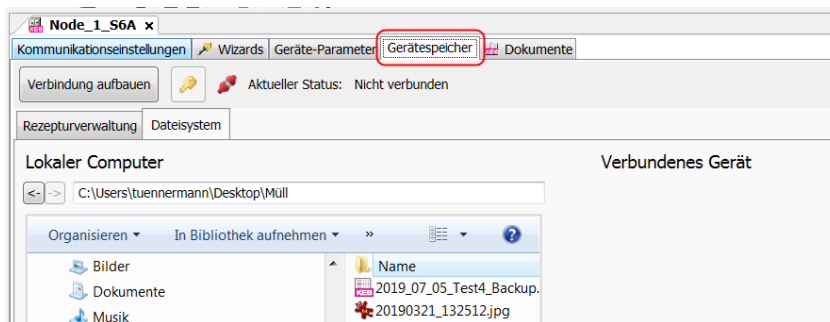 Node_1_S6A x
Kommunikationseinstellungen Wizards Geräte-Parameter Gerätespeicher Dokumente
Verbindung aufbauen Aktueller Status: Nicht verbunden
Rezepturverwaltung Dateisystem
Lokaler Computer Verbundenes Gerät
<- -> C:\Users\tuennermann\Desktop\Müll
Organisieren In Bibliothek aufnehmen » ?
Bilder Name
Dokumente 2019_07_05_Test4_Backup.
Musik 20190321_132512.jpg